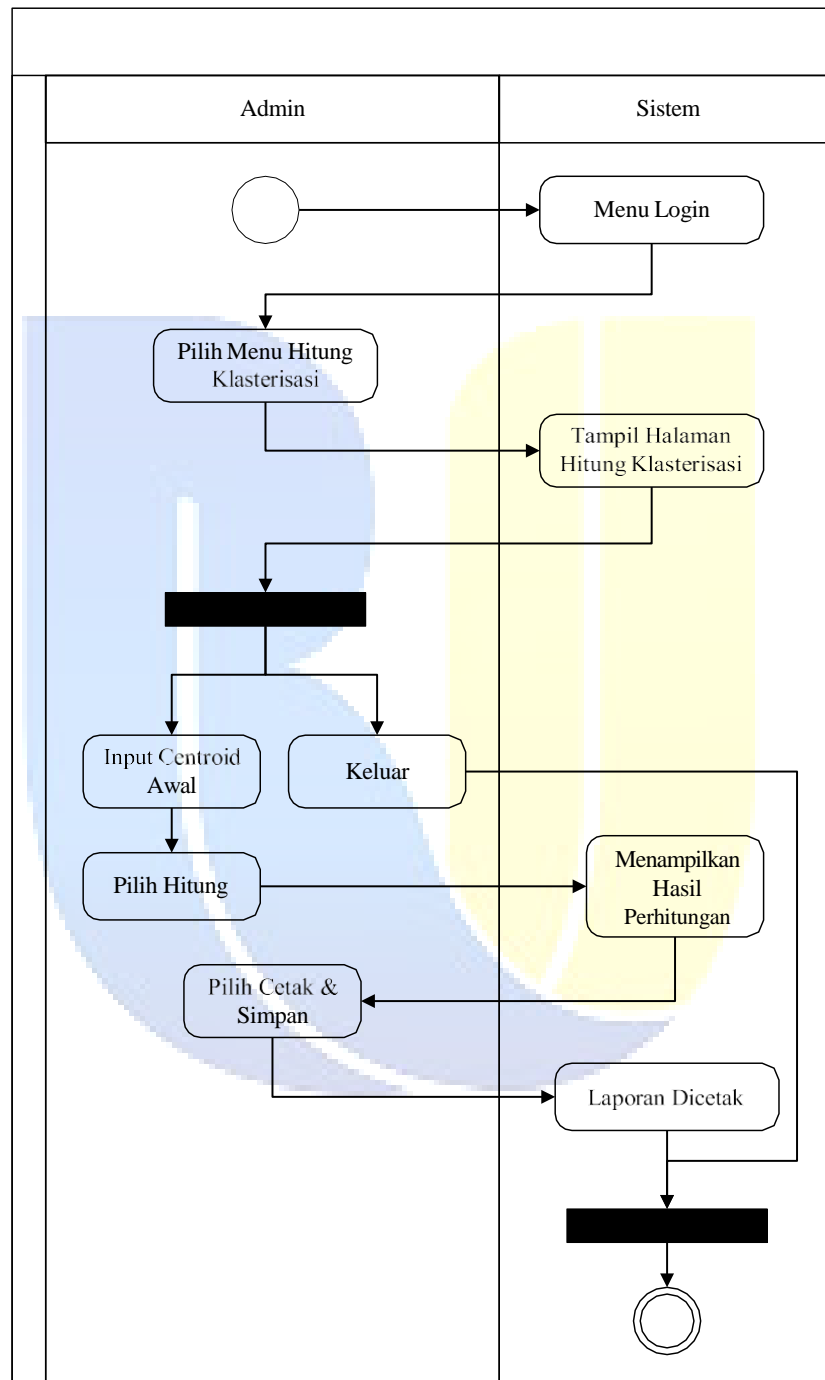 Admin
Sistem
Menu Login
Pilih Menu Hitung
Klasterisasi
Tampil Halaman
Hitung Klasterisasi
Input Centroid
Awal
Keluar
Pilih Hitung
Menampilkan
Hasil
Perhitungan
Pilih Cetak &
Simpan
Laporan Dicetak